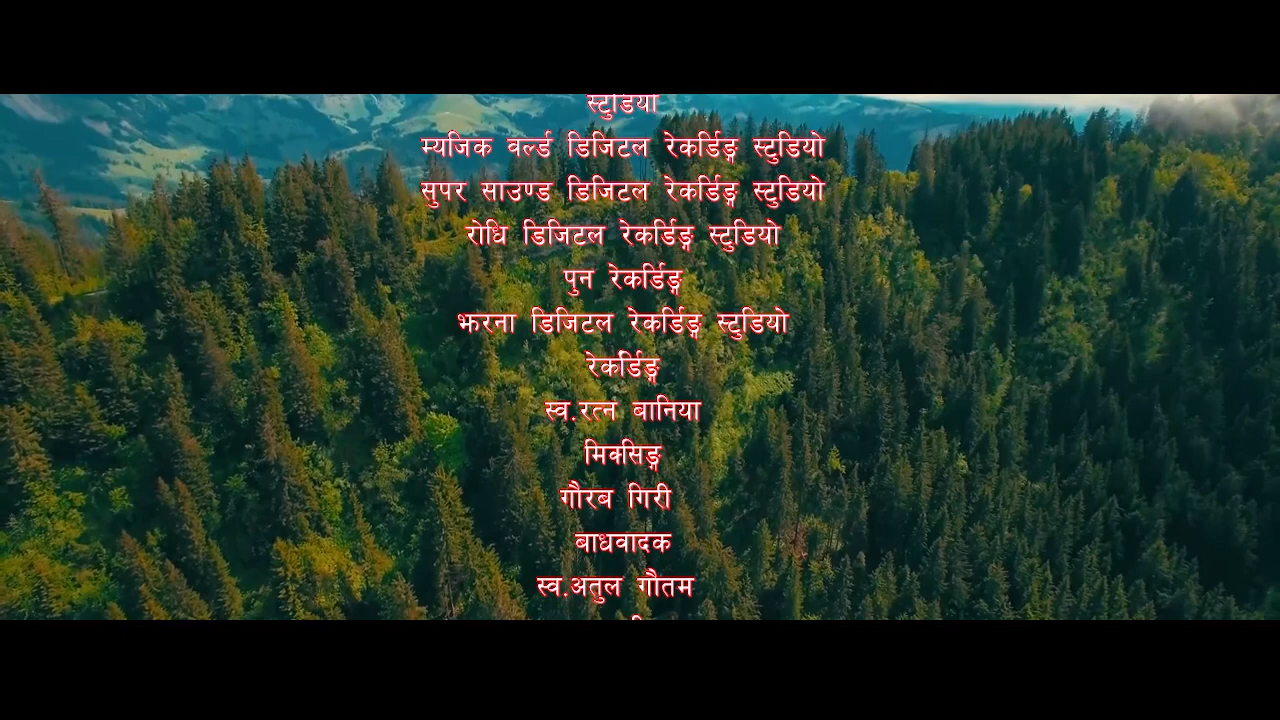 स्टुडियो
म्यजिक वर्ल्ड डिजिटल रेकर्डिङ्ग स्टुडियो
सुपर साउण्ड डिजिटल रेकर्डिङ्ग स्टुडियो
रोधि डिजिटल रेकर्डिङ्ग स्टुडियो
पुन रेकर्डिङ्ग
झरना डिजिटल रेकर्डिङ्ग स्टुडियो
रेकर्डिङ्ग
स्व.रत्न बानिया
मिक्सिङ्ग
गौरब गिरी
बाधवादक
स्व.अतुल गौतम